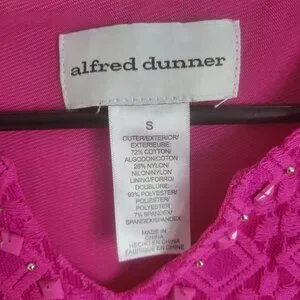 alfred dunner
S
OUTER/EXTERIOR/
EXTERIEURE:
72% COTTON/
ALGODON/COTON
28% NYLON/
NILON/NYLON
LINING/FORRO/
DOUBLURE:
93% POLYESTER/
POLIESTER/
POLYESTER
7% SPANDEX/
SPANDEX/SPANDEX
MADE IN
CHINA
HECHO EN CHINA
FABRIQUE EN CHINE